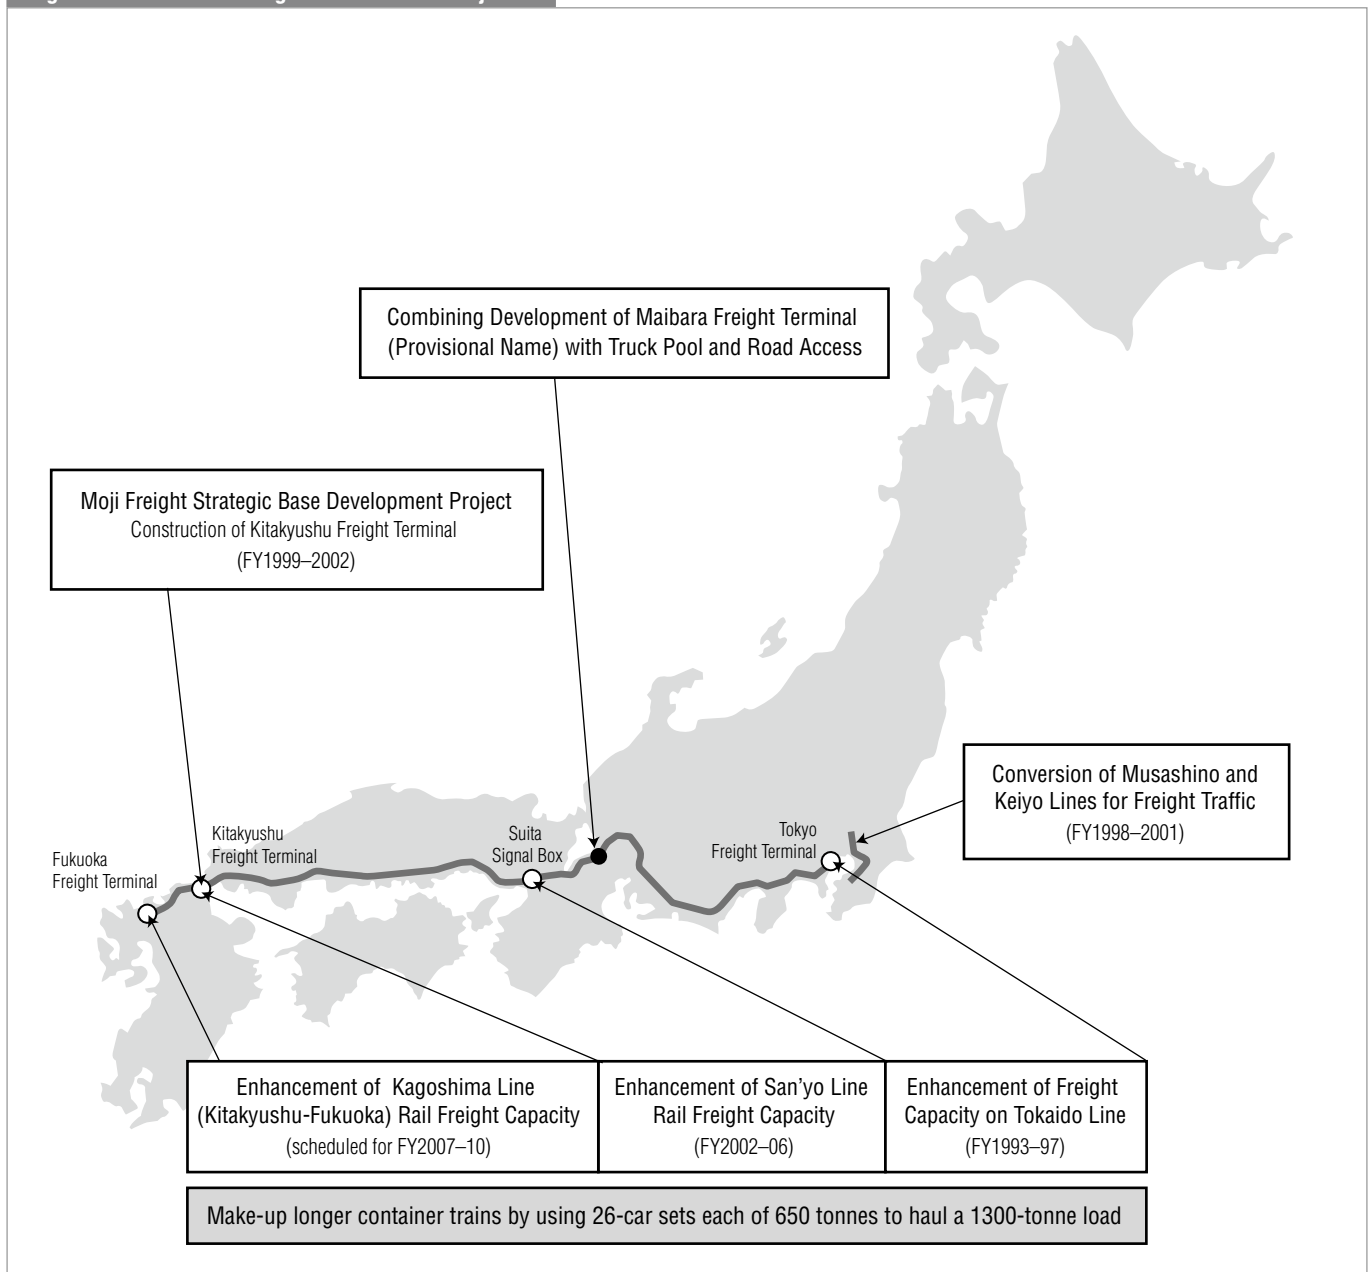 Combining Development of Maibara Freight Terminal
(Provisional Name) with Truck Pool and Road Access
Moji Freight Strategic Base Development Project
Construction of Kitakyushu Freight Terminal
(FY1999–2002)
Conversion of Musashino and
Keiyo Lines for Freight Traffic
(FY1998–2001)
Tokyo
Freight Terminal
Suita
Signal Box
Kitakyushu
Freight Terminal
Fukuoka
Freight Terminal
Enhancement of Kagoshima Line
(Kitakyushu-Fukuoka) Rail Freight Capacity
(scheduled for FY2007–10)
Enhancement of San’yo Line
Rail Freight Capacity
(FY2002–06)
Enhancement of Freight
Capacity on Tokaido Line
(FY1993–97)
Make-up longer container trains by using 26-car sets each of 650 tonnes to haul a 1300-tonne load